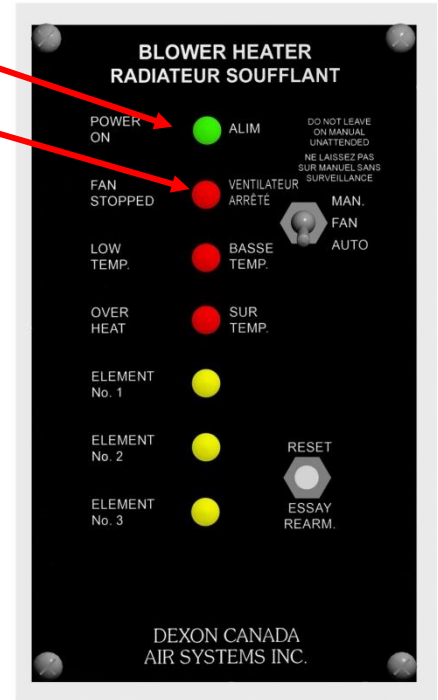 BLOWER HEATER
RADIATEUR SOUFFLANT
POWER
ON
ALIM
DO NOT LEAVE
ON MANUAL
UNATTENDED
NE LAISSEZ PAS
SUR MANUEL SANS
SURVEILLANCE
FAN
STOPPED
VENTILATEUR
ARRÊTÉ
MAN.
FAN
AUTO
LOW
TEMP.
BASSE
TEMP.
OVER
HEAT
SUR
TEMP.
ELEMENT
No. 1
ELEMENT
No. 2
RESET
ELEMENT
No. 3
ESSAY
REARM.
DEXON CANADA
AIR SYSTEMS INC.